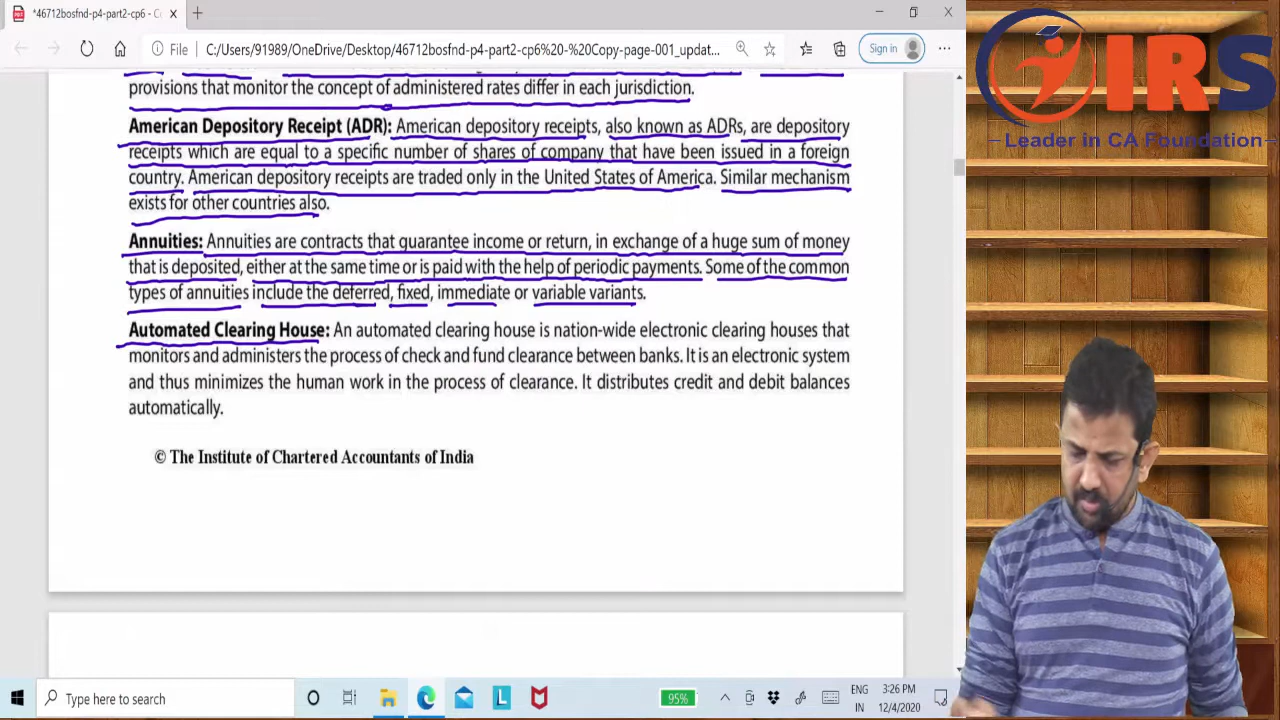 *46712bosfnd-p4-part2-cp6 - C
File
C:/Users/91989/OneDrive/Desktop/46712bosfnd-p4-part2-cp6%20-%20Copy-page-001_updat...
Sign in
IRS
Leader in CA Foundation
provisions that monitor the concept of administered rates differ in each jurisdiction.
American Depository Receipt (ADR): American depository receipts, also known as ADRs, are depository
receipts which are equal to a specific number of shares of company that have been issued in a foreign
country. American depository receipts are traded only in the United States of America. Similar mechanism
exists for other countries also.
Annuities: Annuities are contracts that guarantee income or return, in exchange of a huge sum of money
that is deposited, either at the same time or is paid with the help of periodic payments. Some of the common
types of annuities include the deferred, fixed, immediate or variable variants.
Automated Clearing House: An automated clearing house is nation-wide electronic clearing houses that
monitors and administers the process of check and fund clearance between banks. It is an electronic system
and thus minimizes the human work in the process of clearance. It distributes credit and debit balances
automatically.
© The Institute of Chartered Accountants of India
Type here to search
95%
ENG
IN
3:26 PM
12/4/2020